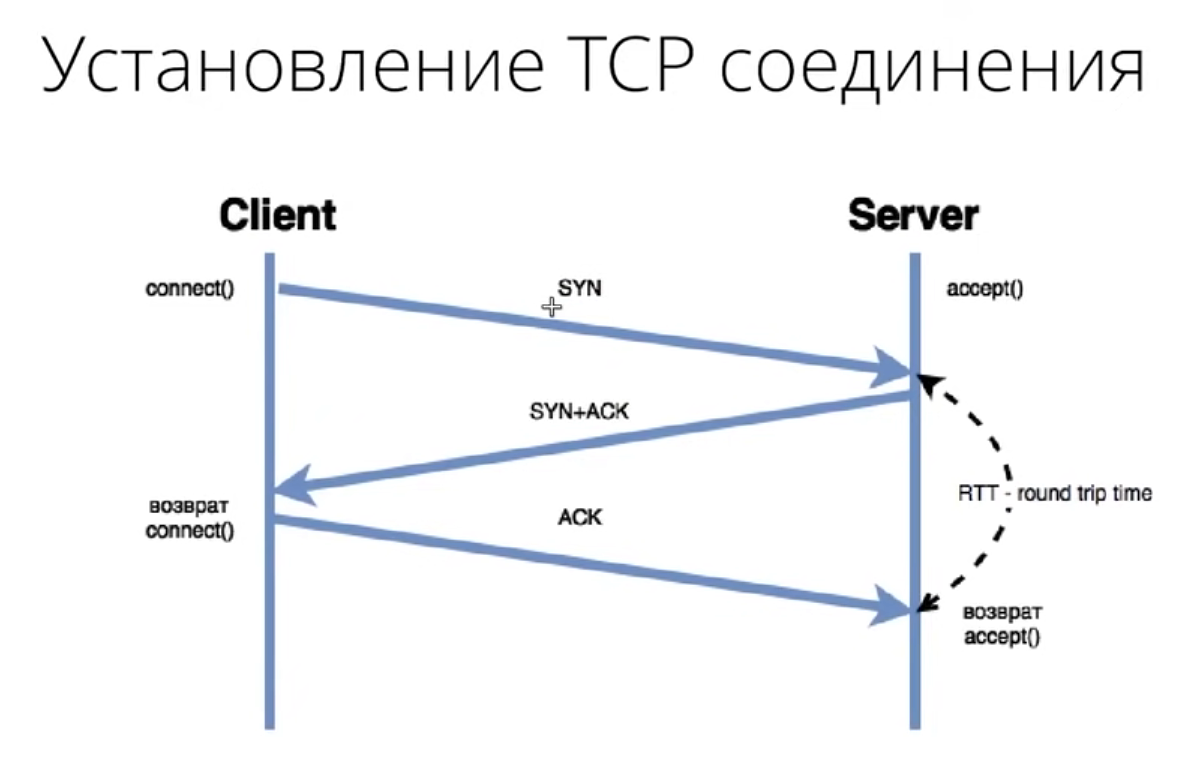 Установление TCP соединения
Client
Server
connect()
SYN
accept()
SYN+ACK
RTT - round trip time
возврат
connect()
ACK
возврат
accept()